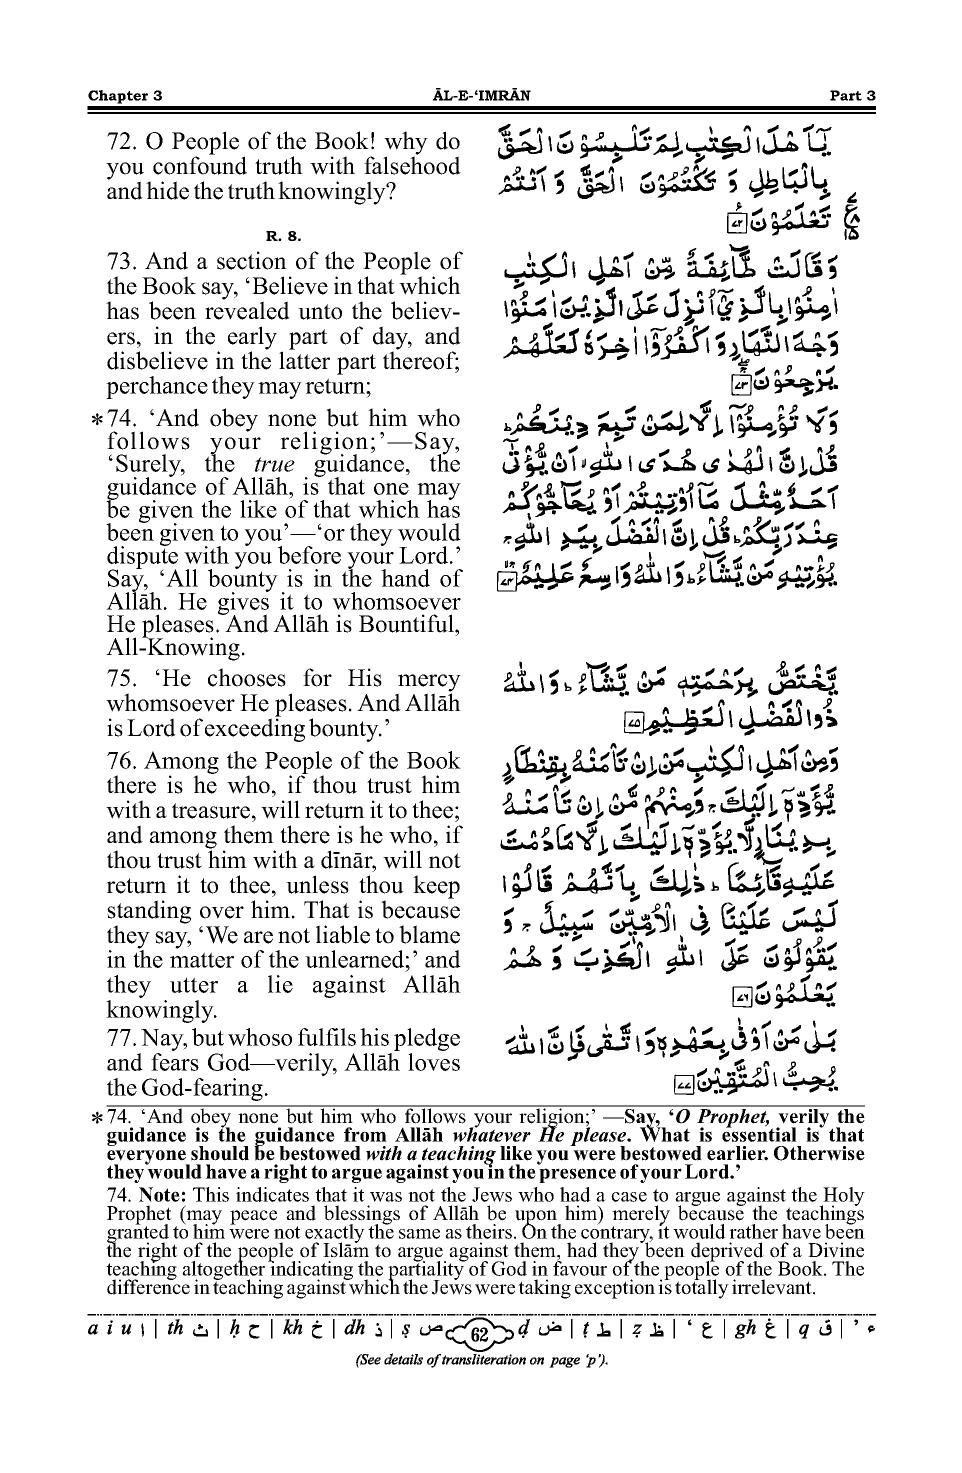 Chapter 3 ĀL-E-‘IMRĀN Part 3
72. O People of the Book! why do
you confound truth with falsehood
and hide the truth knowingly?
R. 8.
73. And a section of the People of
the Book say, ‘Believe in that which
has been revealed unto the believ-
ers, in the early part of day, and
disbelieve in the latter part thereof;
perchance they may return;
*74. ‘And obey none but him who
follows your religion;’—Say,
‘Surely, the true guidance, the
guidance of Allāh, is that one may
be given the like of that which has
been given to you’—‘or they would
dispute with you before your Lord.’
Say, ‘All bounty is in the hand of
Allāh. He gives it to whomsoever
He pleases. And Allāh is Bountiful,
All-Knowing.
75. ‘He chooses for His mercy
whomsoever He pleases. And Allāh
is Lord of exceeding bounty.’
76. Among the People of the Book
there is he who, if thou trust him
with a treasure, will return it to thee;
and among them there is he who, if
thou trust him with a dīnār, will not
return it to thee, unless thou keep
standing over him. That is because
they say, ‘We are not liable to blame
in the matter of the unlearned;’ and
they utter a lie against Allāh
knowingly.
77. Nay, but whoso fulfils his pledge
and fears God—verily, Allāh loves
the God-fearing.
يٰٓاَهْلَ الْكِتٰبِ لِمَ تَلْبِسُوْنَ الْحَقَّ
بِالْبَاطِلِ وَ تَكْتُمُوْنَ الْحَقَّ وَ اَنْتُمْ
تَعْلَمُوْنَ ۷۲ ع ۸ ۱۵
وَقَالَتْ طَّآئِفَةٌ مِّنْ اَهْلِ الْكِتٰبِ
اٰمِنُوْا بِالَّذِيْٓ اُنْزِلَ عَلَى الَّذِيْنَ اٰمَنُوْا
وَجْهَ النَّهَارِ وَ اكْفُرُوْٓا اٰخِرَهٗ لَعَلَّهُمْ
يَرْجِعُوْنَ ۷۳
وَلَا تُؤْمِنُوْٓا اِلَّا لِمَنْ تَبِعَ دِيْنَكُمْ ؕ
قُلْ اِنَّ الْهُدٰى هُدَى اللّٰهِ ۙ اَنْ يُّؤْتٰٓى
اَحَدٌ مِّثْلَ مَآ اُوْتِيْتُمْ اَوْ يُحَآجُّوْكُمْ
عِنْدَ رَبِّكُمْ ؕ قُلْ اِنَّ الْفَضْلَ بِيَدِ اللّٰهِ ۚ
يُؤْتِيْهِ مَنْ يَّشَآءُ ؕ وَ اللّٰهُ وَاسِعٌ عَلِيْمٌ ۷۴
يَّخْتَصُّ بِرَحْمَتِهٖ مَنْ يَّشَآءُ ؕ وَ اللّٰهُ
ذُو الْفَضْلِ الْعَظِيْمِ ۷۵
وَمِنْ اَهْلِ الْكِتٰبِ مَنْ اِنْ تَاْمَنْهُ بِقِنْطَارٍ
يُّؤَدِّهٖٓ اِلَيْكَ ۚ وَمِنْهُمْ مَّنْ اِنْ تَاْمَنْهُ
بِدِيْنَارٍ لَّا يُؤَدِّهٖٓ اِلَيْكَ اِلَّا مَا دُمْتَ
عَلَيْهِ قَآئِمًا ؕ ذٰلِكَ بِاَنَّهُمْ قَالُوْا
لَيْسَ عَلَيْنَا فِى الْاُمِّيّٖنَ سَبِيْلٌ ۚ وَ
يَقُوْلُوْنَ عَلَى اللّٰهِ الْكَذِبَ وَ هُمْ
يَعْلَمُوْنَ ۷۶
بَلٰى مَنْ اَوْفٰى بِعَهْدِهٖ وَ اتَّقٰى فَاِنَّ اللّٰهَ
يُحِبُّ الْمُتَّقِيْنَ ۷۷
*74. ‘And obey none but him who follows your religion;’ —Say, ‘O Prophet, verily the
guidance is the guidance from Allāh whatever He please. What is essential is that
everyone should be bestowed with a teaching like you were bestowed earlier. Otherwise
they would have a right to argue against you in the presence of your Lord.’
74. Note: This indicates that it was not the Jews who had a case to argue against the Holy
Prophet (may peace and blessings of Allāh be upon him) merely because the teachings
granted to him were not exactly the same as theirs. On the contrary, it would rather have been
the right of the people of Islām to argue against them, had they been deprived of a Divine
teaching altogether indicating the partiality of God in favour of the people of the Book. The
difference in teaching against which the Jews were taking exception is totally irrelevant.
a i u ا | th ث | ḥ ح | kh خ | dh ذ | ṣ ص 62 ḍ ض | ṭ ط | ẓ ظ | ‘ ع | gh غ | q ق | ’ ء
(See details of transliteration on page ‘p’).